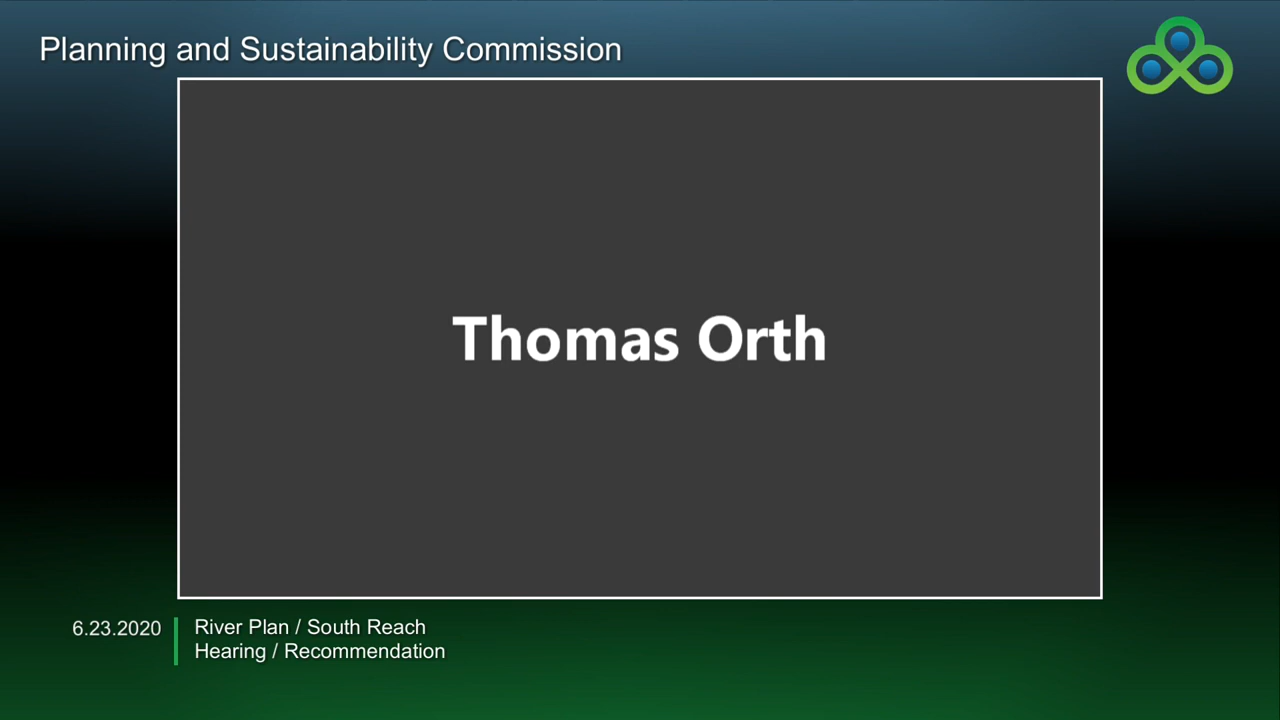 Planning and Sustainability Commission
Thomas Orth
6.23.2020
River Plan / South Reach
Hearing / Recommendation